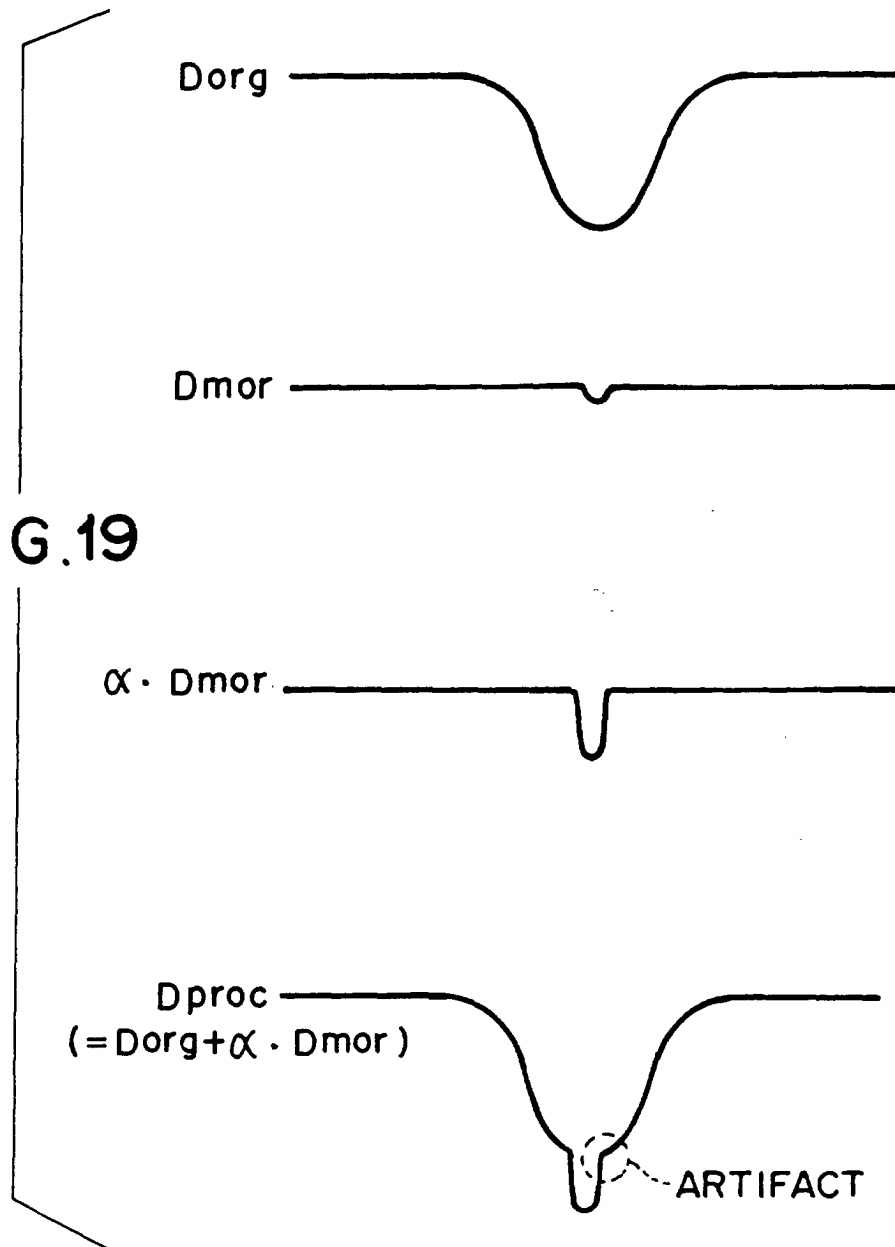 Dorg
Dmor
G.19
α · Dmor
Dproc
(=Dorg+α · Dmor)
ARTIFACT